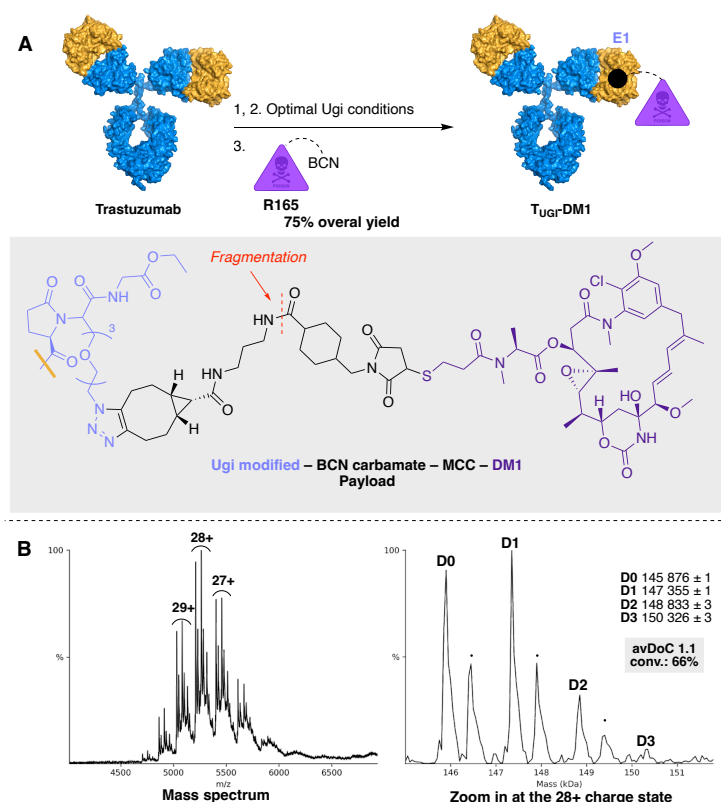 A
E1
1, 2. Optimal Ugi conditions
3.
BCN
R165
75% overal yield
Trastuzumab
TUGI-DM1
Fragmentation
O
O
O
NH
O
N
3
O
O
N
N
N
H
H
HN
O
HN
O
O
N
O
S
O
N
O
O
O
N
Cl
O
O
HO
O
NH
O
O
Ugi modified – BCN carbamate – MCC – DM1
Payload
B
100
%
28+
29+
27+
4500 5000 5500 6000 6500
m/z
Mass spectrum
100
%
D0
D1
D2
D3
D0 145 876 ± 1
D1 147 355 ± 1
D2 148 833 ± 3
D3 150 326 ± 3
avDoC 1.1
conv.: 66%
146 147 148 149 150 151
Mass (kDa)
Zoom in at the 28+ charge state